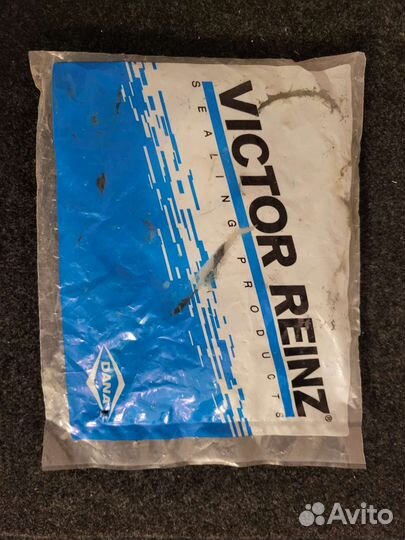 VICTOR REINZ®
SEALING PRODUCTS
DANA
Avito